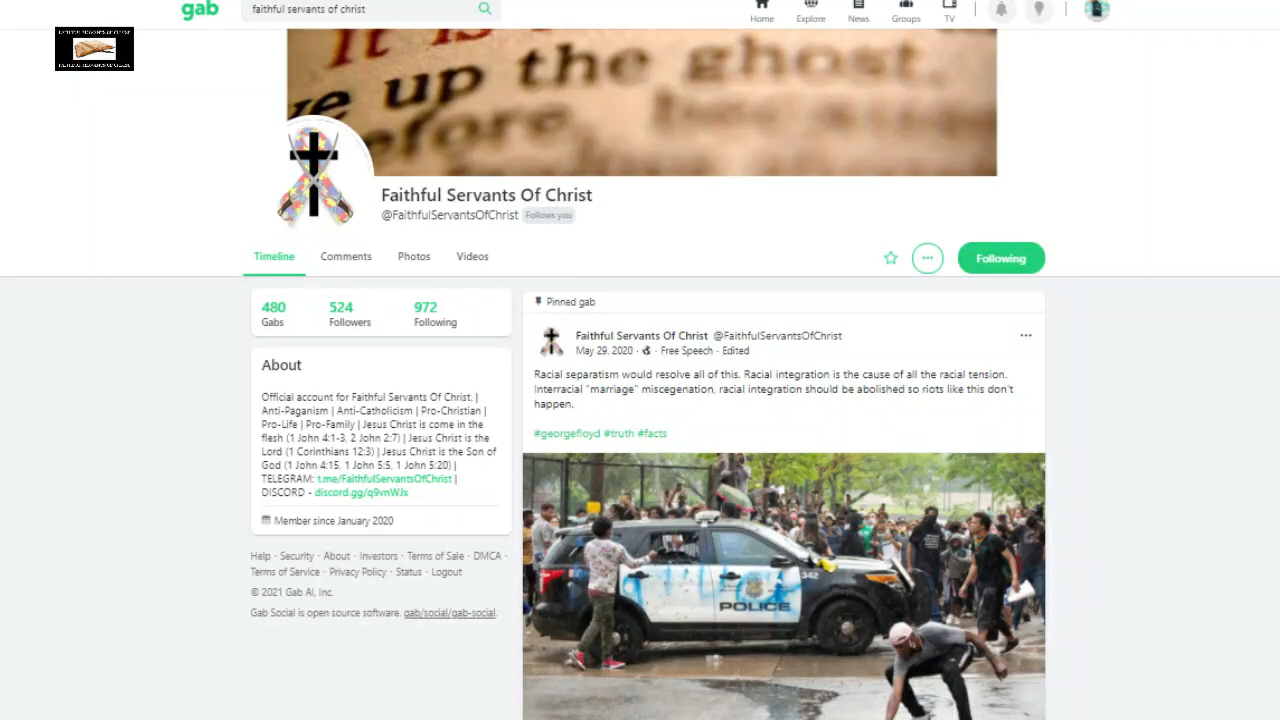 gab
faithful servants of christ
Home
Explore
News
Groups
TV
It is
ve up the ghost.
efore. because
Faithful Servants Of Christ
@FaithfulServantsOfChrist Follows you
Timeline
Comments
Photos
Videos
Following
480
Gabs
524
Followers
972
Following
About
Official account for Faithful Servants Of Christ. |
Anti-Paganism | Anti-Catholicism | Pro-Christian |
Pro-Life | Pro-Family | Jesus Christ is come in the
flesh (1 John 4:1-3, 2 John 2:7) | Jesus Christ is the
Lord (1 Corinthians 12:3) | Jesus Christ is the Son of
God (1 John 4:15, 1 John 5:5, 1 John 5:20) |
TELEGRAM: t.me/FaithfulServantsOfChrist |
DISCORD - discord.gg/q9vnWJx
Member since January 2020
Help · Security · About · Investors · Terms of Sale · DMCA ·
Terms of Service · Privacy Policy · Status · Logout
© 2021 Gab AI, Inc.
Gab Social is open source software. gab/social/gab-social.
Pinned gab
Faithful Servants Of Christ @FaithfulServantsOfChrist
May 29, 2020 · · Free Speech · Edited
Racial separatism would resolve all of this. Racial integration is the cause of all the racial tension.
Interracial "marriage" miscegenation, racial integration should be abolished so riots like this don't
happen.
#georgefloyd #truth #facts
342
POLICE